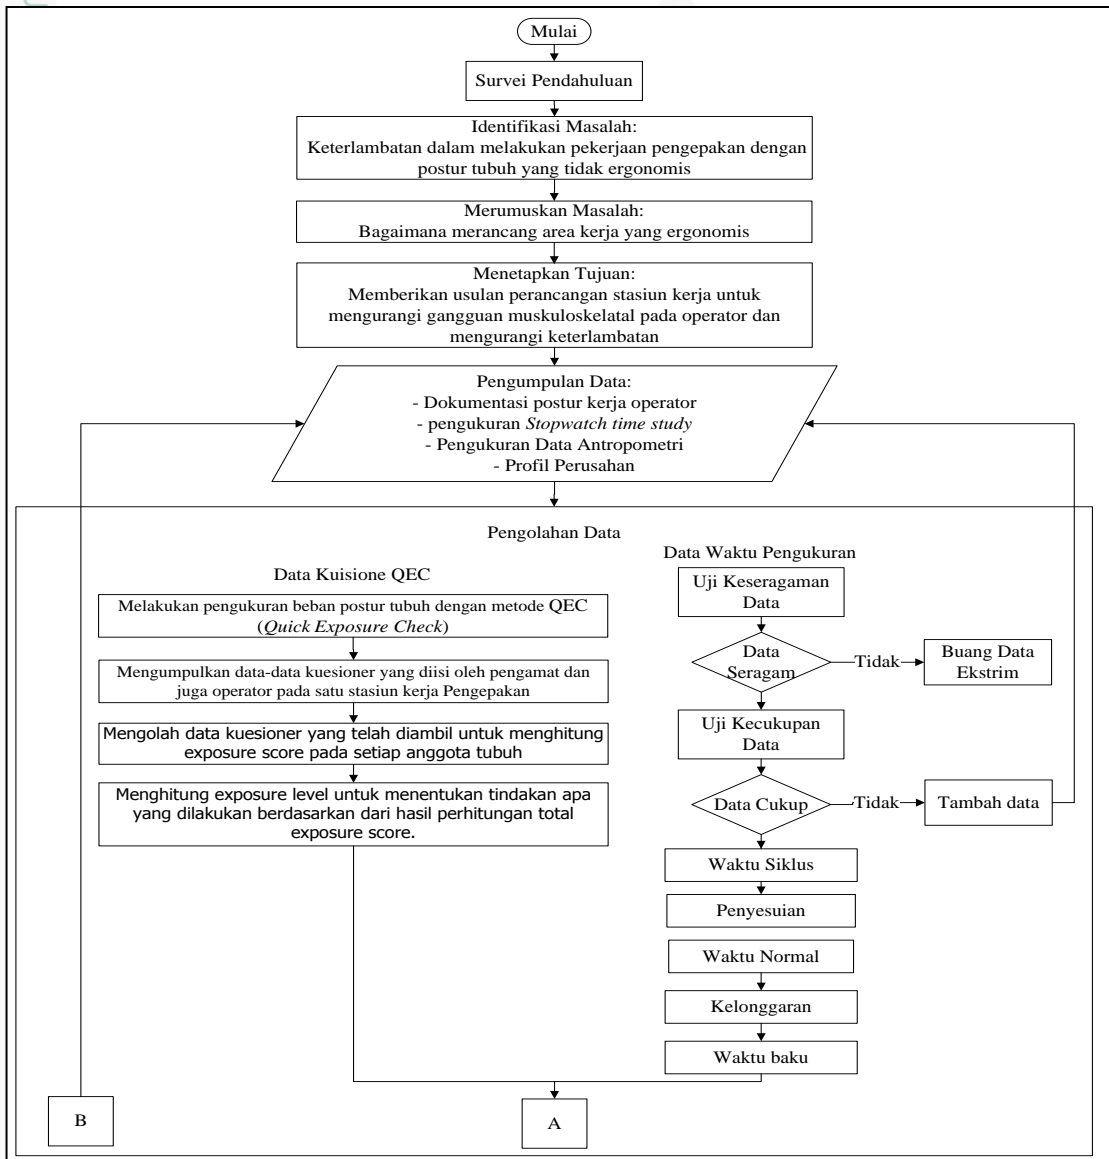 Mulai
Survei Pendahuluan
Identifikasi Masalah:
Keterlambatan dalam melakukan pekerjaan pengepakan dengan
postur tubuh yang tidak ergonomis
Merumuskan Masalah:
Bagaimana merancang area kerja yang ergonomis
Menetapkan Tujuan:
Memberikan usulan perancangan stasiun kerja untuk
mengurangi gangguan muskuloskelatal pada operator dan
mengurangi keterlambatan
Pengumpulan Data:
- Dokumentasi postur kerja operator
- pengukuran Stopwatch time study
- Pengukuran Data Antropometri
- Profil Perusahan
Pengolahan Data
Data Kuisione QEC
Melakukan pengukuran beban postur tubuh dengan metode QEC
(Quick Exposure Check)
Mengumpulkan data-data kuesioner yang diisi oleh pengamat dan
juga operator pada satu stasiun kerja Pengepakan
Mengolah data kuesioner yang telah diambil untuk menghitung
exposure score pada setiap anggota tubuh
Menghitung exposure level untuk menentukan tindakan apa
yang dilakukan berdasarkan dari hasil perhitungan total
exposure score.
Data Waktu Pengukuran
Uji Keseragaman
Data
Data
Seragam
Tidak
Buang Data
Ekstrim
Uji Kecukupan
Data
Data Cukup
Tidak
Tambah data
Waktu Siklus
Penyesuian
Waktu Normal
Kelonggaran
Waktu baku
B
A